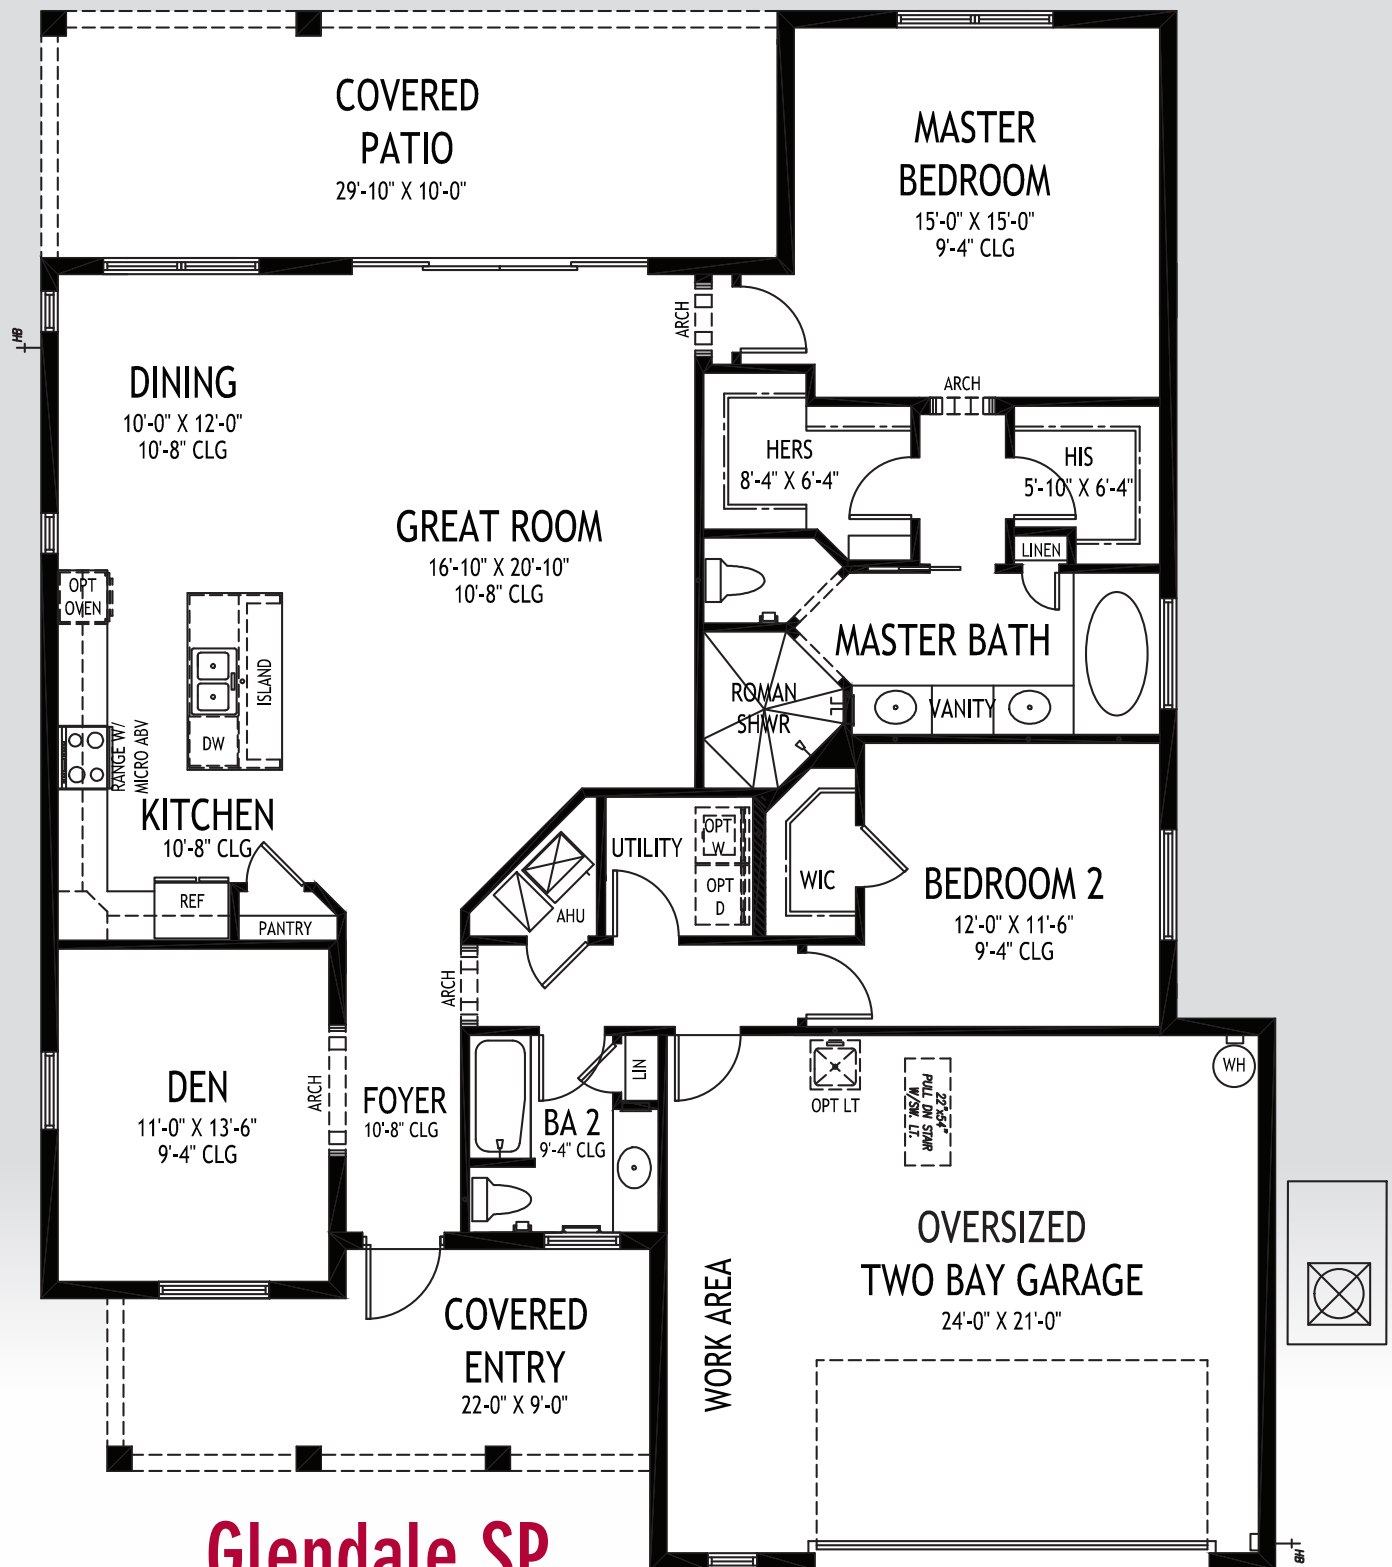 COVERED
PATIO
29'-10" X 10'-0"
MASTER
BEDROOM
15'-0" X 15'-0"
9'-4" CLG
HB
ARCH
DINING
10'-0" X 12'-0"
10'-8" CLG
ARCH
HERS
8'-4" X 6'-4"
HIS
5'-10" X 6'-4"
GREAT ROOM
16'-10" X 20'-10"
10'-8" CLG
LINEN
OPT
OVEN
MASTER BATH
ISLAND
ROMAN
SHWR
VANITY
DW
RANGE W/
MICRO ABV
KITCHEN
10'-8" CLG
UTILITY
OPT
W
OPT
D
WIC
BEDROOM 2
12'-0" X 11'-6"
9'-4" CLG
REF
PANTRY
AHU
ARCH
DEN
11'-0" X 13'-6"
9'-4" CLG
ARCH
FOYER
10'-8" CLG
LIN
BA 2
9'-4" CLG
OPT LT
22"x54"
PULL DN STAIR
W/SW. LT.
WH
OVERSIZED
TWO BAY GARAGE
24'-0" X 21'-0"
WORK AREA
COVERED
ENTRY
22-0" X 9'-0"
Glendale SP
HB